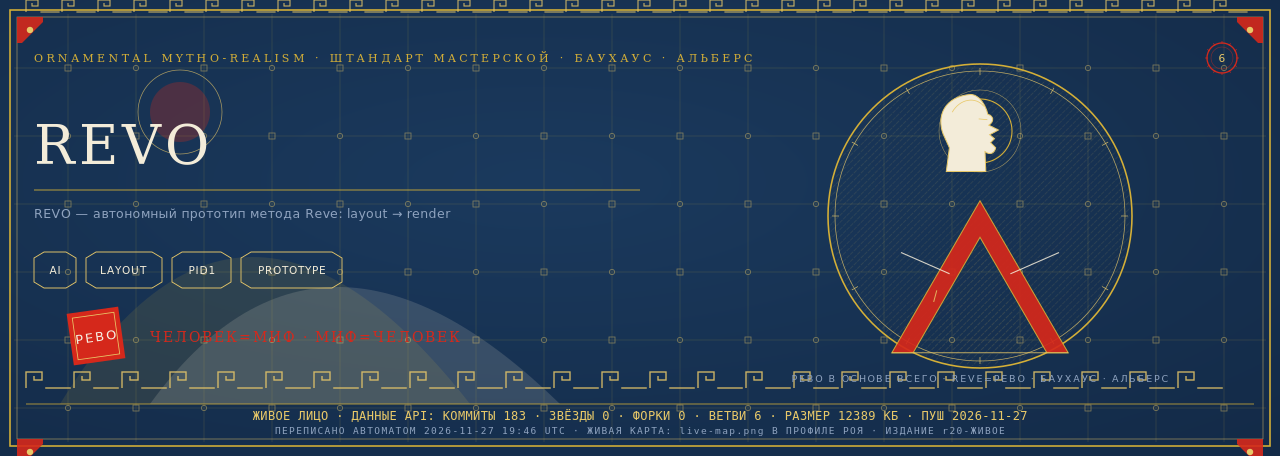 ORNAMENTAL MYTHO-REALISM · ШТАНДАРТ МАСТЕРСКОЙ · БАУХАУС · АЛЬБЕРС
6
REVO
REVO — автономный прототип метода Reve: layout → render
AI LAYOUT PID1 PROTOTYPE
РЕВО
ЧЕЛОВЕК=МИФ · МИФ=ЧЕЛОВЕК
РЕВО В ОСНОВЕ ВСЕГО · REVE=РЕВО · БАУХАУС · АЛЬБЕРС
ЖИВОЕ ЛИЦО · ДАННЫЕ API: КОММИТЫ 183 · ЗВЁЗДЫ 0 · ФОРКИ 0 · ВЕТВИ 6 · РАЗМЕР 12389 КБ · ПУШ 2026-11-27
ПЕРЕПИСАНО АВТОМАТОМ 2026-11-27 19:46 UTC · ЖИВАЯ КАРТА: live-map.png В ПРОФИЛЕ РОЯ · ИЗДАНИЕ r20-ЖИВОЕ